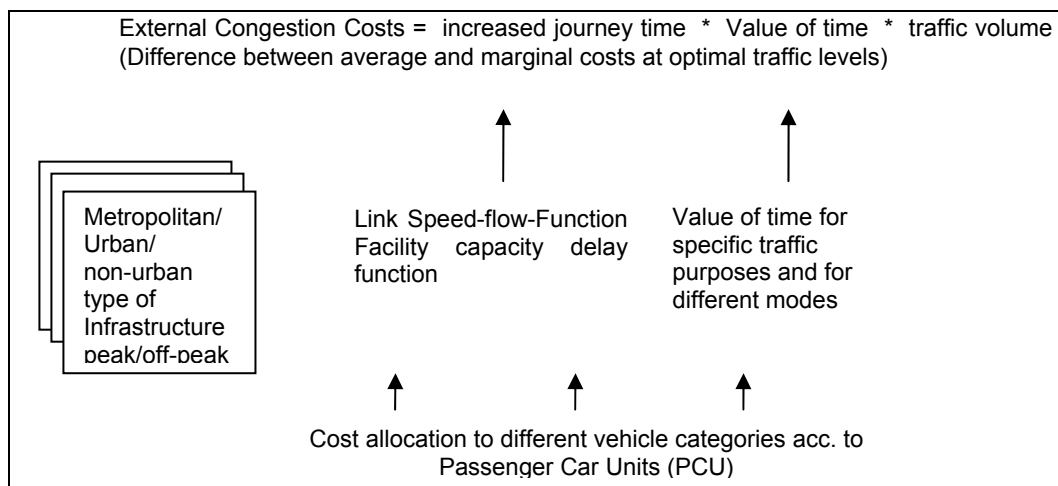 External Congestion Costs = increased journey time * Value of time * traffic volume
(Difference between average and marginal costs at optimal traffic levels)
Metropolitan/
Urban/
non-urban
type of
Infrastructure
peak/off-peak
Link Speed-flow-Function
Facility capacity delay
function
Value of time for
specific traffic
purposes and for
different modes
Cost allocation to different vehicle categories acc. to
Passenger Car Units (PCU)